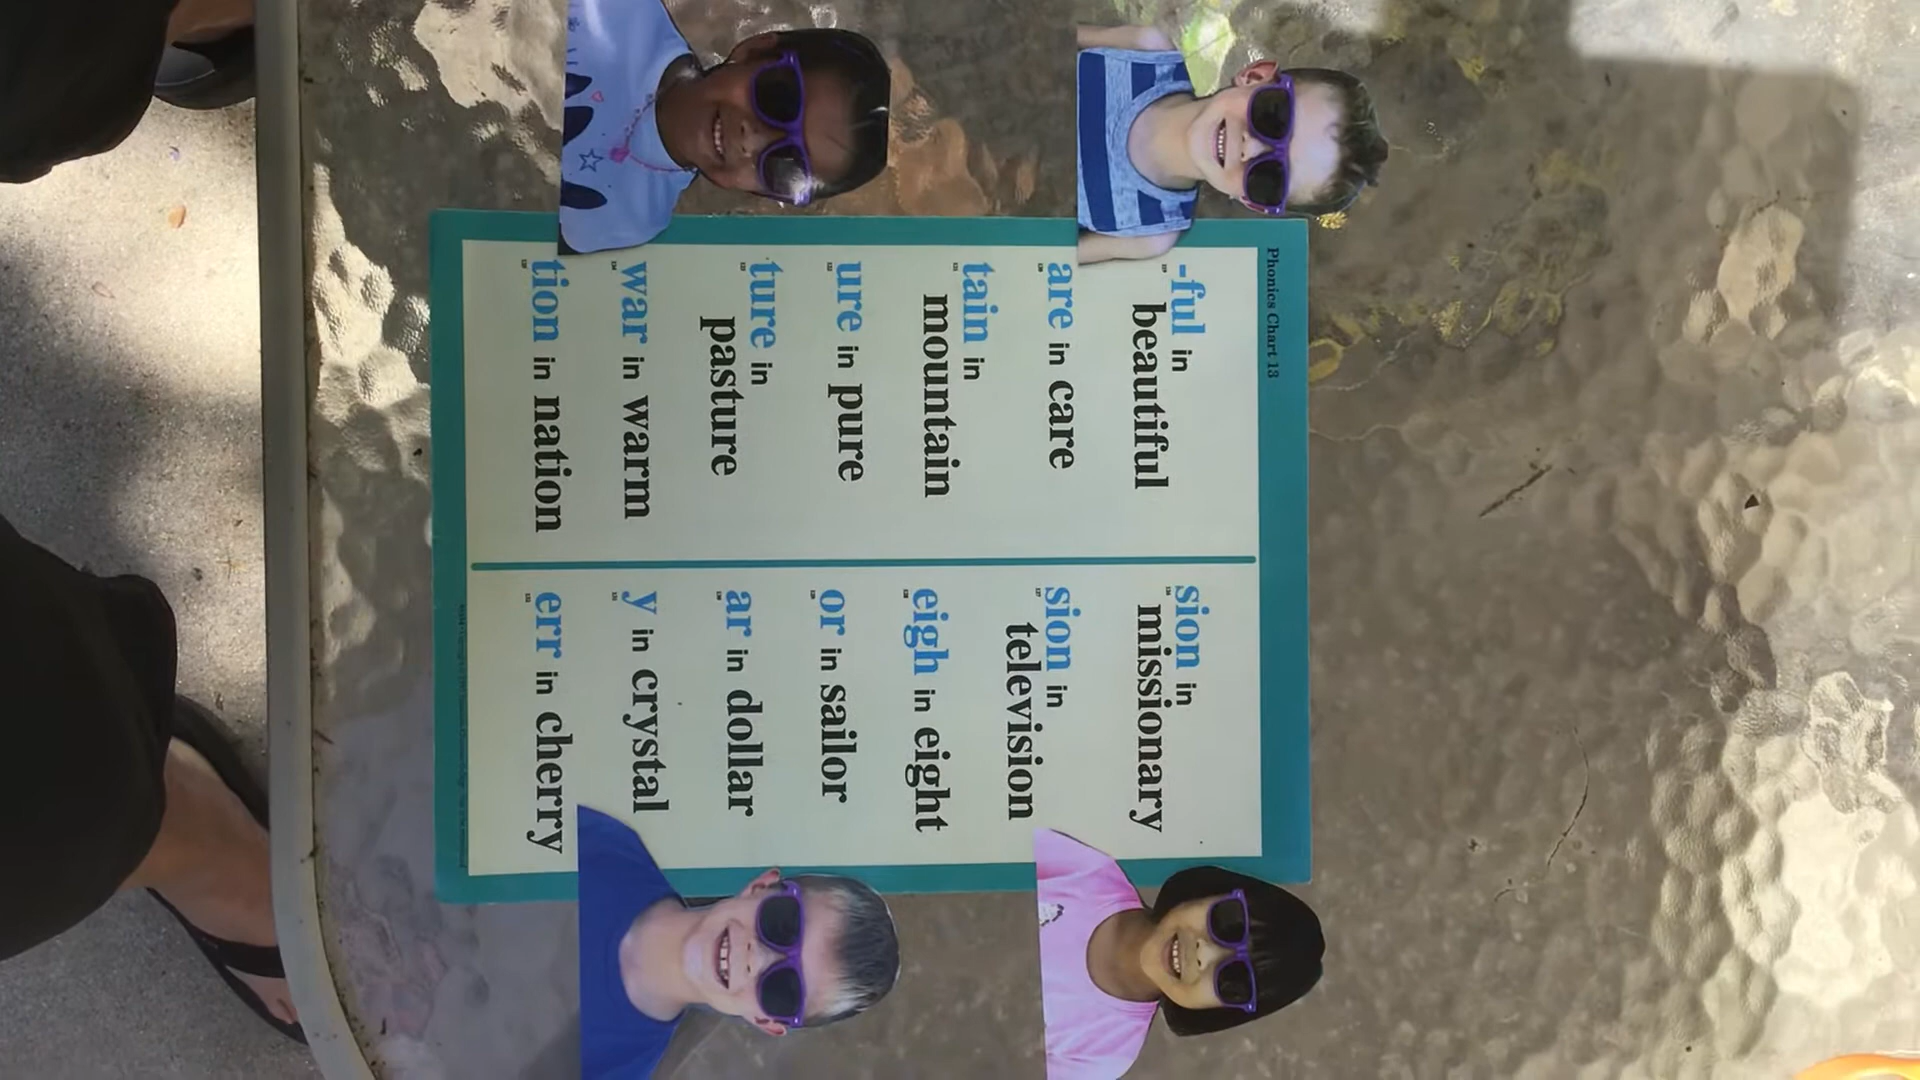 Phonics Chart 13
-ful in
beautiful
are in care
tain in
mountain
ure in pure
ture in
pasture
war in warm
tion in nation
sion in
missionary
sion in
television
eigh in eight
or in sailor
ar in dollar
y in crystal
err in cherry